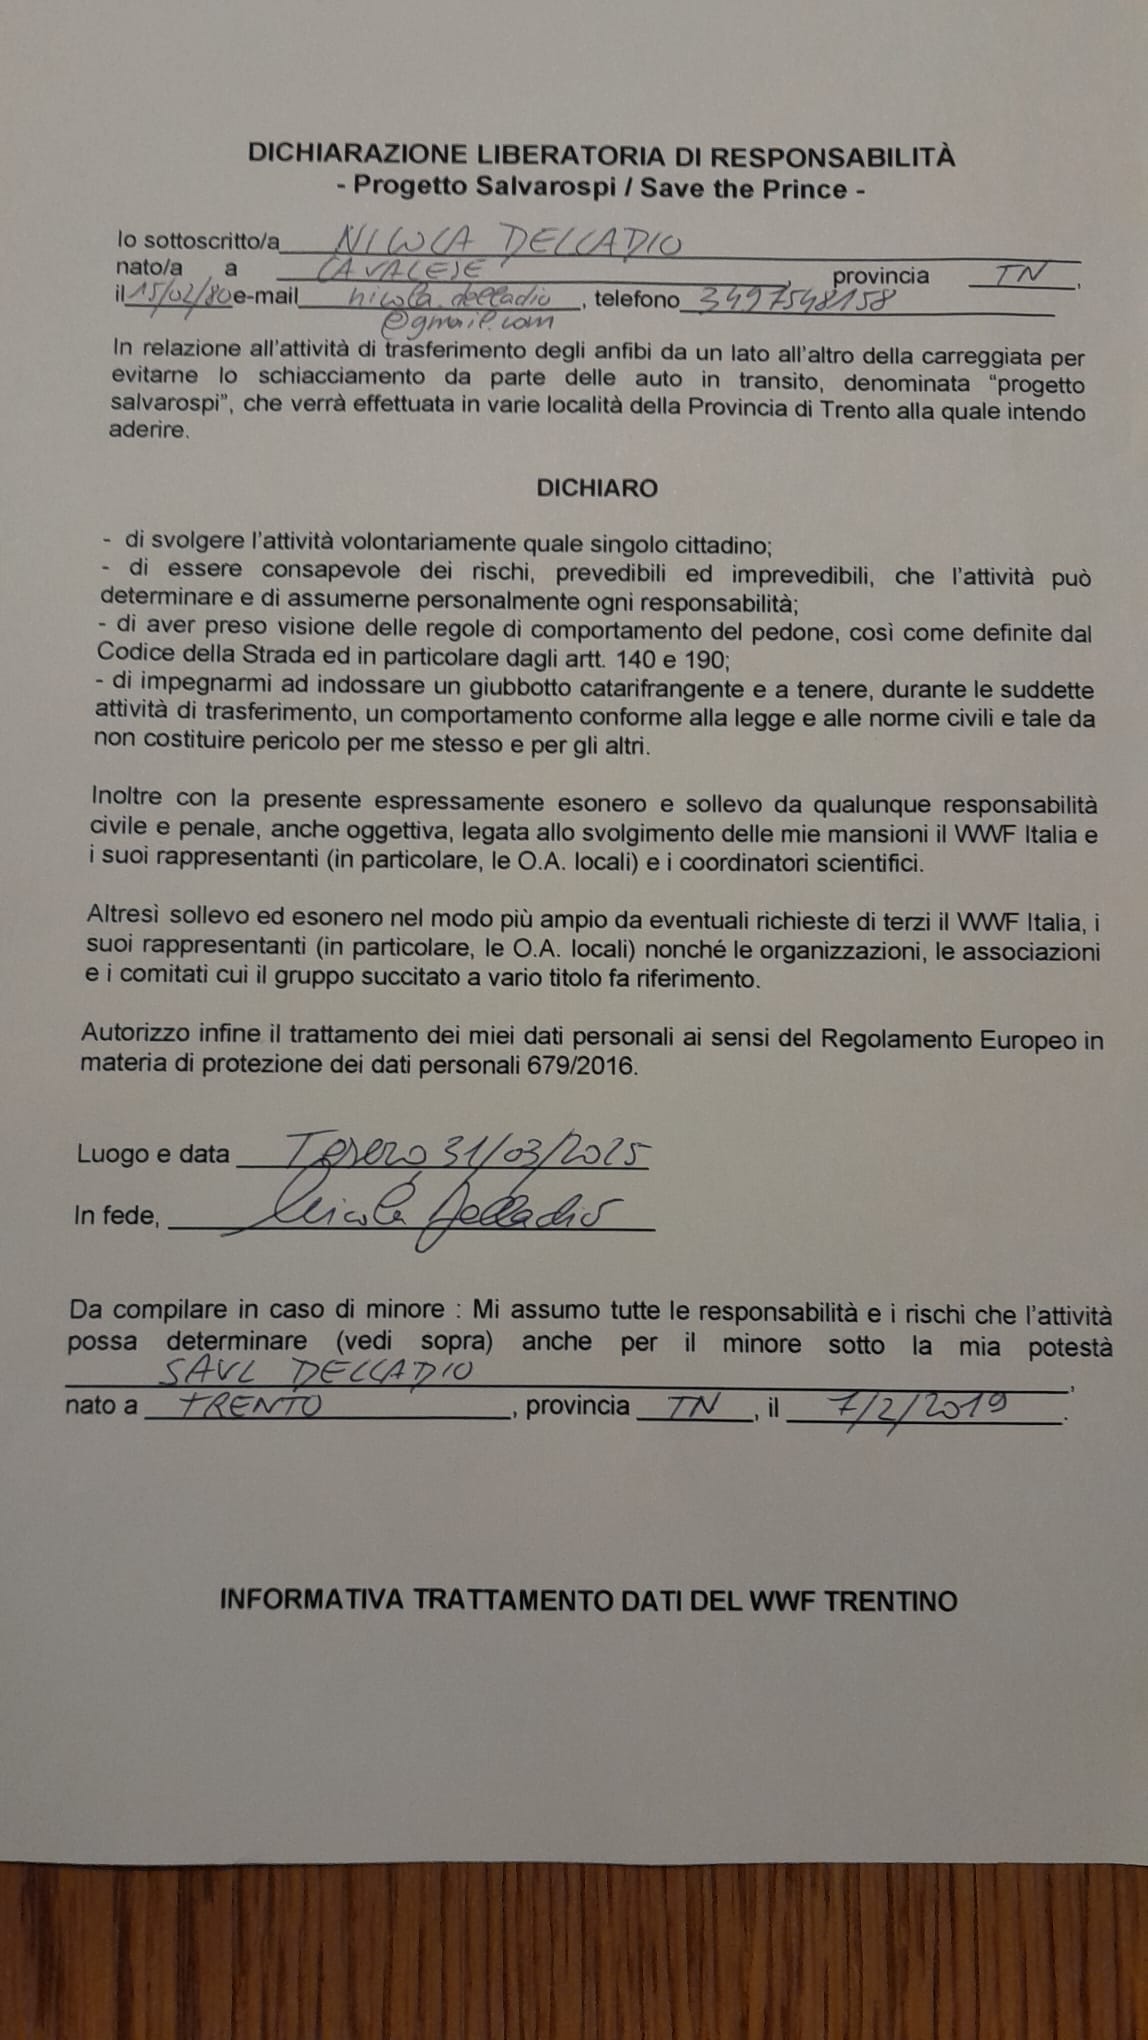 DICHIARAZIONE LIBERATORIA DI RESPONSABILITÀ
- Progetto Salvarospi / Save the Prince -
Io sottoscritto/a NICOLA DELLADIO
nato/a a CAVALESE provincia TN,
il 15/02/80 e-mail nicola.delladio, telefono 3497548158
@gmail.com
In relazione all'attività di trasferimento degli anfibi da un lato all'altro della carreggiata per
evitarne lo schiacciamento da parte delle auto in transito, denominata "progetto
salvarospi", che verrà effettuata in varie località della Provincia di Trento alla quale intendo
aderire.
DICHIARO
- di svolgere l'attività volontariamente quale singolo cittadino;
- di essere consapevole dei rischi, prevedibili ed imprevedibili, che l'attività può
determinare e di assumerne personalmente ogni responsabilità;
- di aver preso visione delle regole di comportamento del pedone, così come definite dal
Codice della Strada ed in particolare dagli artt. 140 e 190;
- di impegnarmi ad indossare un giubbotto catarifrangente e a tenere, durante le suddette
attività di trasferimento, un comportamento conforme alla legge e alle norme civili e tale da
non costituire pericolo per me stesso e per gli altri.
Inoltre con la presente espressamente esonero e sollevo da qualunque responsabilità
civile e penale, anche oggettiva, legata allo svolgimento delle mie mansioni il WWF Italia e
i suoi rappresentanti (in particolare, le O.A. locali) e i coordinatori scientifici.
Altresì sollevo ed esonero nel modo più ampio da eventuali richieste di terzi il WWF Italia, i
suoi rappresentanti (in particolare, le O.A. locali) nonché le organizzazioni, le associazioni
e i comitati cui il gruppo succitato a vario titolo fa riferimento.
Autorizzo infine il trattamento dei miei dati personali ai sensi del Regolamento Europeo in
materia di protezione dei dati personali 679/2016.
Luogo e data Tesero, 31/03/2025
In fede, Nicola Delladio
Da compilare in caso di minore : Mi assumo tutte le responsabilità e i rischi che l'attività
possa determinare (vedi sopra) anche per il minore sotto la mia potestà
SAUL DELLADIO,
nato a TRENTO, provincia TN, il 7/2/2019.
INFORMATIVA TRATTAMENTO DATI DEL WWF TRENTINO